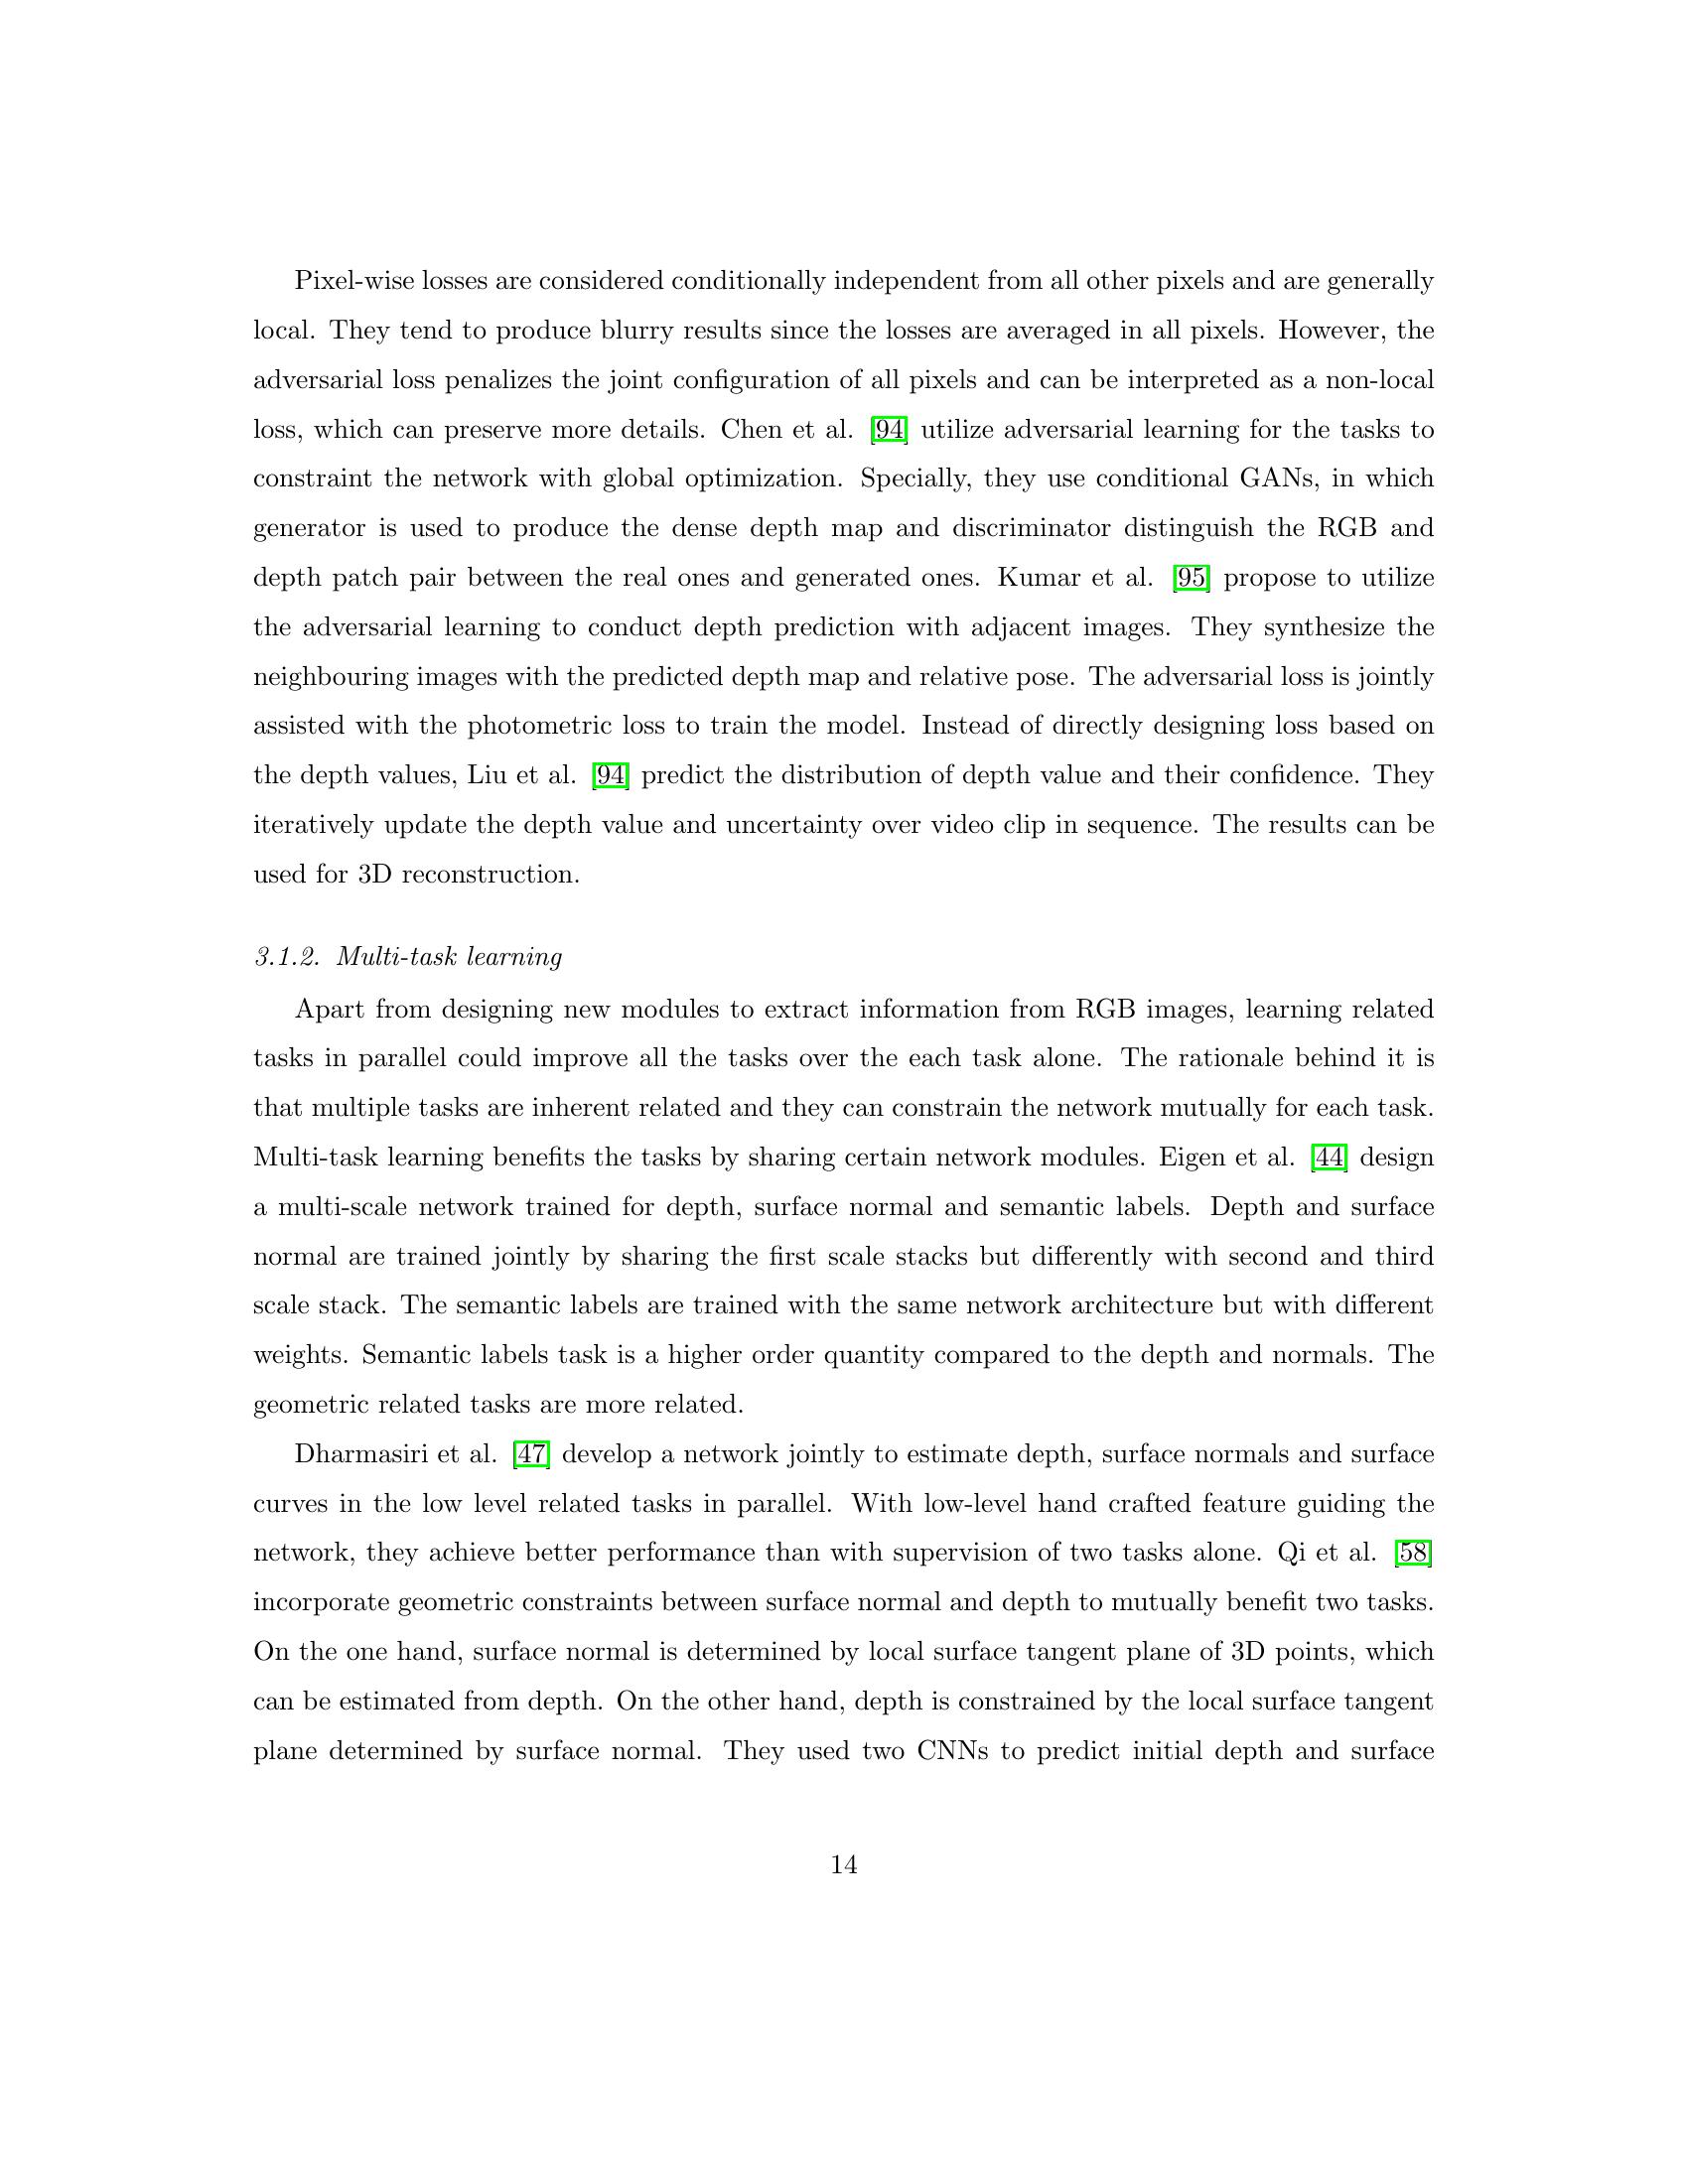 Pixel-wise losses are considered conditionally independent from all other pixels and are generally
local. They tend to produce blurry results since the losses are averaged in all pixels. However, the
adversarial loss penalizes the joint configuration of all pixels and can be interpreted as a non-local
loss, which can preserve more details. Chen et al. [94] utilize adversarial learning for the tasks to
constraint the network with global optimization. Specially, they use conditional GANs, in which
generator is used to produce the dense depth map and discriminator distinguish the RGB and
depth patch pair between the real ones and generated ones. Kumar et al. [95] propose to utilize
the adversarial learning to conduct depth prediction with adjacent images. They synthesize the
neighbouring images with the predicted depth map and relative pose. The adversarial loss is jointly
assisted with the photometric loss to train the model. Instead of directly designing loss based on
the depth values, Liu et al. [94] predict the distribution of depth value and their confidence. They
iteratively update the depth value and uncertainty over video clip in sequence. The results can be
used for 3D reconstruction.
3.1.2. Multi-task learning
Apart from designing new modules to extract information from RGB images, learning related
tasks in parallel could improve all the tasks over the each task alone. The rationale behind it is
that multiple tasks are inherent related and they can constrain the network mutually for each task.
Multi-task learning benefits the tasks by sharing certain network modules. Eigen et al. [44] design
a multi-scale network trained for depth, surface normal and semantic labels. Depth and surface
normal are trained jointly by sharing the first scale stacks but differently with second and third
scale stack. The semantic labels are trained with the same network architecture but with different
weights. Semantic labels task is a higher order quantity compared to the depth and normals. The
geometric related tasks are more related.
Dharmasiri et al. [47] develop a network jointly to estimate depth, surface normals and surface
curves in the low level related tasks in parallel. With low-level hand crafted feature guiding the
network, they achieve better performance than with supervision of two tasks alone. Qi et al. [58]
incorporate geometric constraints between surface normal and depth to mutually benefit two tasks.
On the one hand, surface normal is determined by local surface tangent plane of 3D points, which
can be estimated from depth. On the other hand, depth is constrained by the local surface tangent
plane determined by surface normal. They used two CNNs to predict initial depth and surface
14